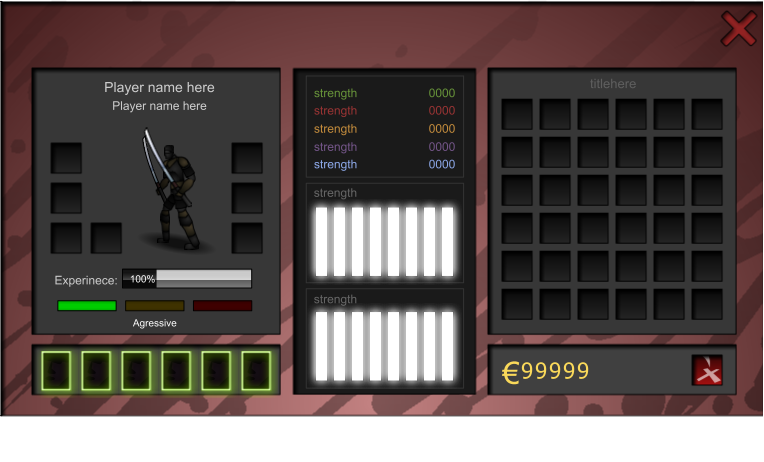 Player name here
Player name here
Experinece:
100%
Agressive
strength 0000
strength 0000
strength 0000
strength 0000
strength 0000
strength
strength
titlehere
€99999